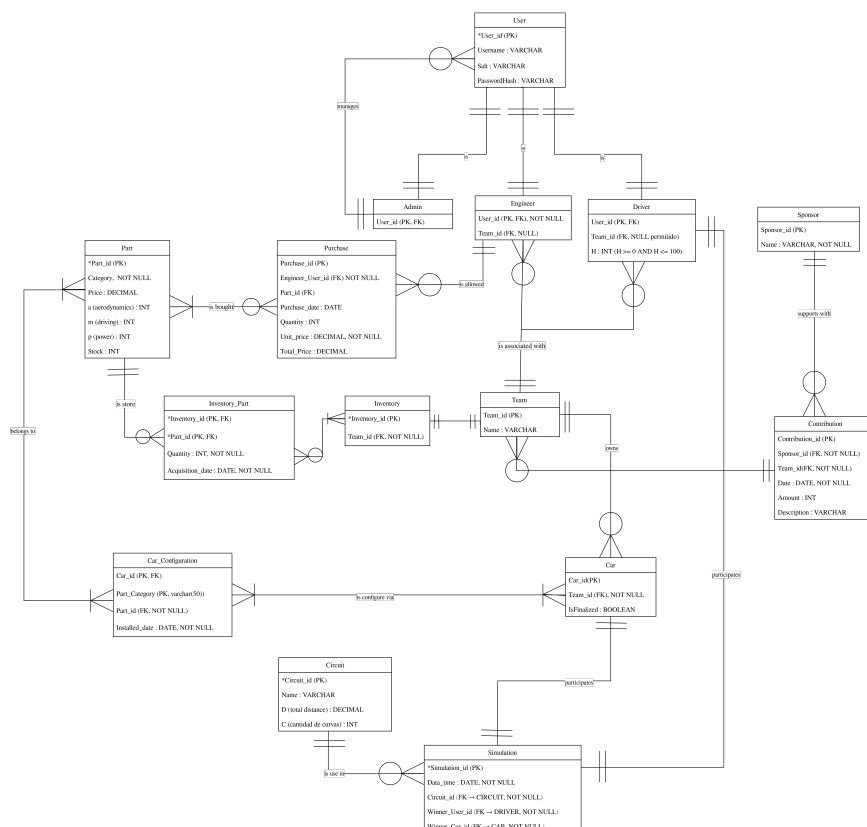 User
*User_id (PK)
Username : VARCHAR
Salt : VARCHAR
PasswordHash : VARCHAR
manages
is
is
is
Admin
User_id (PK, FK)
Engineer
User_id (PK, FK), NOT NULL
Team_id (FK, NULL)
Driver
User_id (PK, FK)
Team_id (FK, NULL permitido)
H : INT (H >= 0 AND H <= 100)
Sponsor
Sponsor_id (PK)
Name : VARCHAR, NOT NULL
Part
*Part_id (PK)
Category, NOT NULL
Price : DECIMAL
a (aerodynamics) : INT
m (driving) : INT
p (power) : INT
Stock : INT
Purchase
Purchase_id (PK)
Engineer_User_id (FK) NOT NULL
Part_id (FK)
Purchase_date : DATE
Quantity : INT
Unit_price : DECIMAL, NOT NULL
Total_Price : DECIMAL
is allowed
is bought
supports with
is associated with
is store
Inventory_Part
*Inventory_id (PK, FK)
*Part_id (PK, FK)
Quantity : INT, NOT NULL
Acquisition_date : DATE, NOT NULL
Inventory
*Inventory_id (PK)
Team_id (FK, NOT NULL)
Team
Team_id (PK)
Name : VARCHAR
belongs to
owns
Contribution
Contribution_id (PK)
Sponsor_id (FK, NOT NULL)
Team_id(FK, NOT NULL)
Date : DATE, NOT NULL
Amount : INT
Description : VARCHAR
Car_Configuration
Car_id (PK, FK)
Part_Category (PK, varchar(50))
Part_id (FK, NOT NULL)
Installed_date : DATE, NOT NULL
is configure via
Car
Car_id(PK)
Team_id (FK), NOT NULL
IsFinalized : BOOLEAN
participates
participates
Circuit
*Circuit_id (PK)
Name : VARCHAR
D (total distance) : DECIMAL
C (cantidad de curvas) : INT
is use in
Simulation
*Simulation_id (PK)
Data_time : DATE, NOT NULL
Circuit_id (FK → CIRCUIT, NOT NULL)
Winner_User_id (FK → DRIVER, NOT NULL)
Winner_Car_id (FK → CAR, NOT NULL)